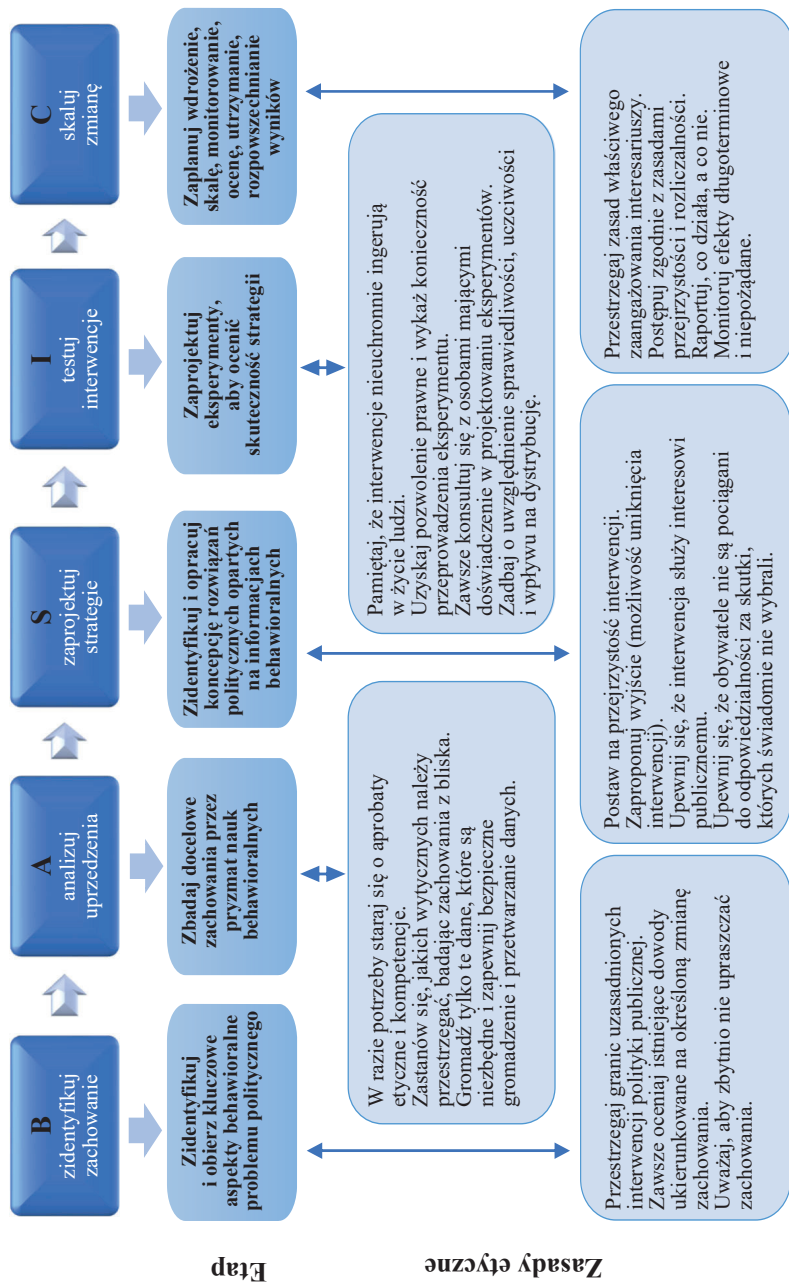 B
zidentyfikuj
zachowanie
A
analizuj
uprzedzenia
S
zaprojektuj
strategie
I
testuj
interwencje
C
skaluj
zmianę
Etap
Zidentyfikuj
i obierz kluczowe
aspekty behawioralne
problemu politycznego
Zbadaj docelowe
zachowania przez
pryzmat nauk
behawioralnych
Zidentyfikuj i opracuj
koncepcję rozwiązań
politycznych opartych
na informacjach
behawioralnych
Zaprojektuj
eksperymenty,
aby ocenić
skuteczność strategii
Zaplanuj wdrożenie,
skalę, monitorowanie,
ocenę, utrzymanie,
rozpowszechnianie
wyników
Zasady etyczne
W razie potrzeby staraj się o aprobaty
etyczne i kompetencje.
Zastanów się, jakich wytycznych należy
przestrzegać, badając zachowania z bliska.
Gromadź tylko te dane, które są
niezbędne i zapewnij bezpieczne
gromadzenie i przetwarzanie danych.
Pamiętaj, że interwencje nieuchronnie ingerują
w życie ludzi.
Uzyskaj pozwolenie prawne i wykaż konieczność
przeprowadzenia eksperymentu.
Zawsze konsultuj się z osobami mającymi
doświadczenie w projektowaniu eksperymentów.
Zadbaj o uwzględnienie sprawiedliwości, uczciwości
i wpływu na dystrybucję.
Przestrzegaj granic uzasadnionych
interwencji polityki publicznej.
Zawsze oceniaj istniejące dowody
ukierunkowane na określoną zmianę
zachowania.
Uważaj, aby zbytnio nie upraszczać
zachowania.
Postaw na przejrzystość interwencji.
Zaproponuj wyjście (możliwość uniknięcia
interwencji).
Upewnij się, że interwencja służy interesowi
publicznemu.
Upewnij się, że obywatele nie są pociągani
do odpowiedzialności za skutki,
których świadomie nie wybrali.
Przestrzegaj zasad właściwego
zaangażowania interesariuszy.
Postępuj zgodnie z zasadami
przejrzystości i rozliczalności.
Raportuj, co działa, a co nie.
Monitoruj efekty długoterminowe
i niepożądane.